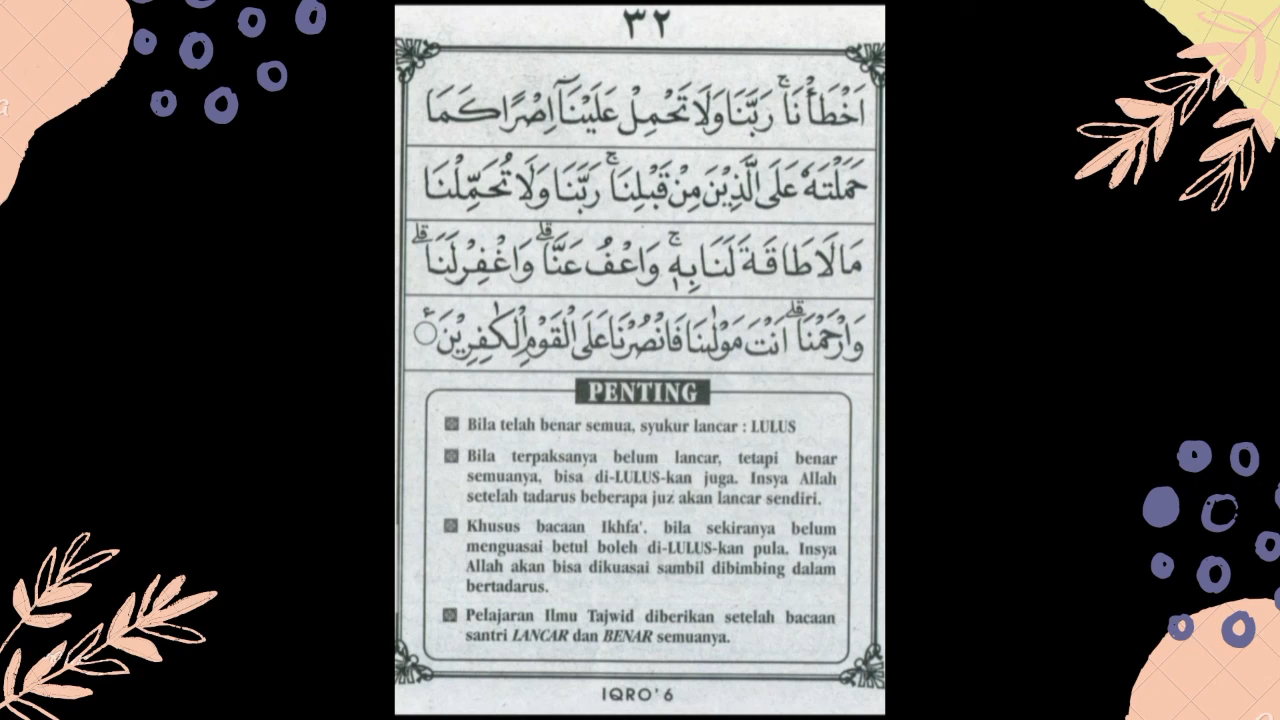 ٣٢
اَخْطَأْنَاۚ رَبَّنَا وَلَا تَحْمِلْ عَلَيْنَآ اِصْرًا كَمَا
حَمَلْتَهٗ عَلَى الَّذِيْنَ مِنْ قَبْلِنَاۚ رَبَّنَا وَلَا تُحَمِّلْنَا
مَا لَا طَاقَةَ لَنَا بِهٖۚ وَاعْفُ عَنَّاۗ وَاغْفِرْ لَنَاۗ
وَارْحَمْنَاۗ اَنْتَ مَوْلٰىنَا فَانْصُرْنَا عَلَى الْقَوْمِ الْكٰفِرِيْنَ ࣖ
PENTING
Bila telah benar semua, syukur lancar : LULUS
Bila terpaksanya belum lancar, tetapi benar
semuanya, bisa di-LULUS-kan juga. Insya Allah
setelah tadarus beberapa juz akan lancar sendiri.
Khusus bacaan Ikhfa'. bila sekiranya belum
menguasai betul boleh di-LULUS-kan pula. Insya
Allah akan bisa dikuasai sambil dibimbing dalam
bertadarus.
Pelajaran Ilmu Tajwid diberikan setelah bacaan
santri LANCAR dan BENAR semuanya.
IQRO' 6